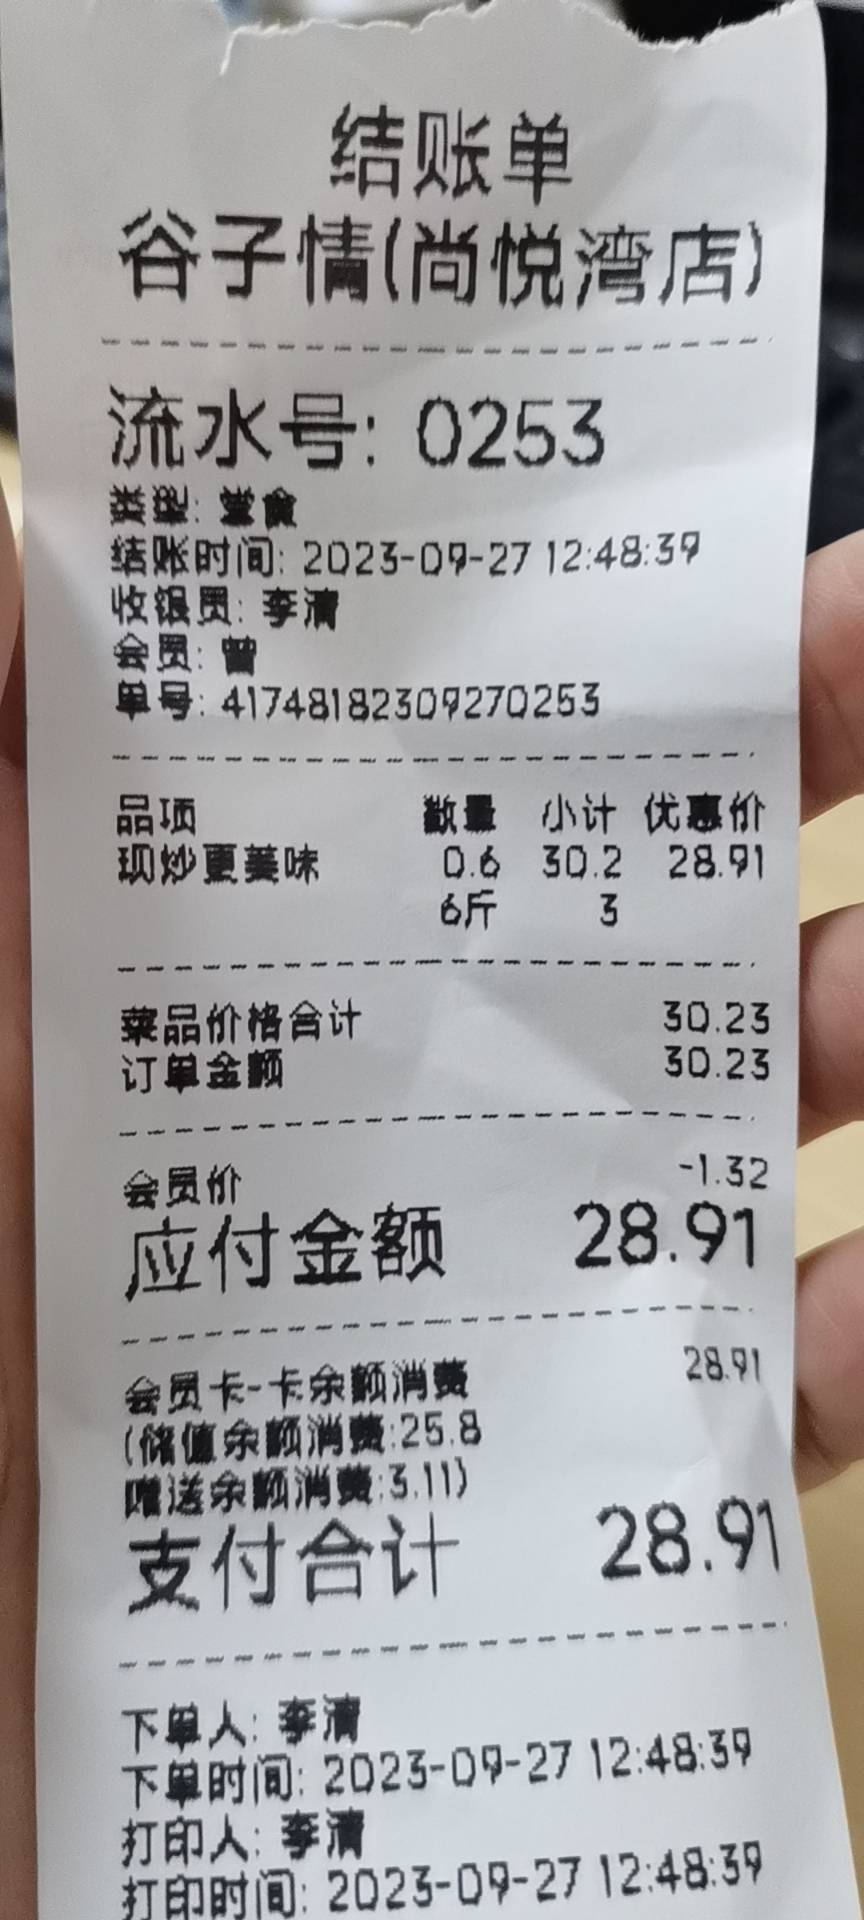 结账单
谷子情(尚悦湾店)
流水号: 0253
类型: 堂食
结账时间: 2023-09-27 12:48:39
收银员: 李清
会员: 曾
单号: 41748182309270253
品项 数量 小计 优惠价
现炒更美味 0.6 30.2 28.91
6斤 3
菜品价格合计 30.23
订单金额 30.23
会员价 -1.32
应付金额 28.91
会员卡-卡余额消费 28.91
(储值余额消费:25.8
赠送余额消费:3.11)
支付合计 28.91
下单人: 李清
下单时间: 2023-09-27 12:48:39
打印人: 李清
打印时间: 2023-09-27 12:48:39